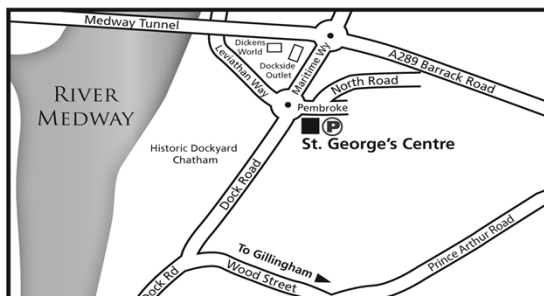 Medway Tunnel
Dickens
World
Dockside
Outlet
Maritime Wy
Leviathan Way
A289 Barrack Road
North Road
Pembroke
RIVER
MEDWAY
P
St. George's Centre
Historic Dockyard
Chatham
Dock Road
To Gillingham
Wood Street
Prince Arthur Road
Dock Rd